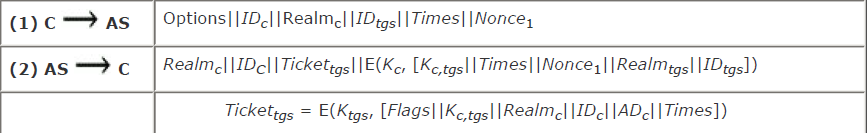 (1) C → AS Options||IDc||Realmc||IDtgs||Times||Nonce1
(2) AS → C Realmc||IDC||Tickettgs||E(Kc, [Kc,tgs||Times||Nonce1||Realmtgs||IDtgs])
Tickettgs = E(Ktgs, [Flags||Kc,tgs||Realmc||IDc||ADc||Times])